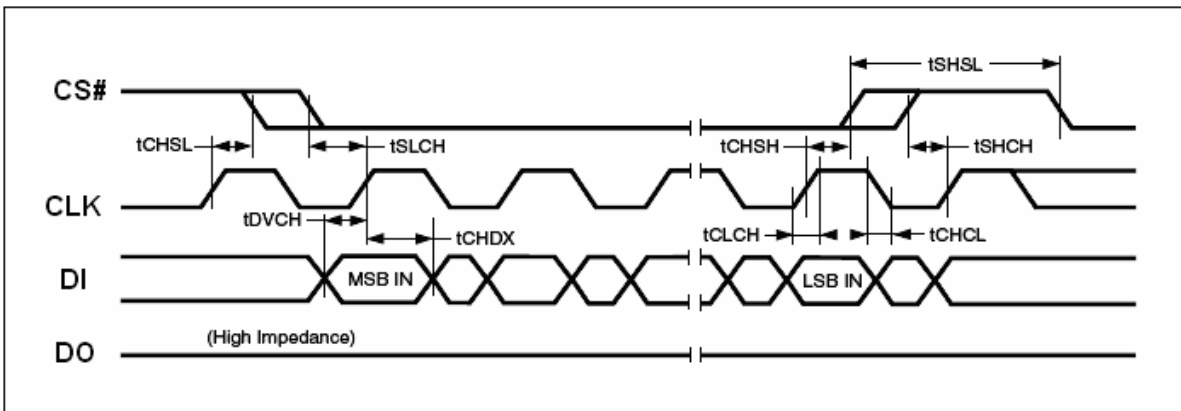 tSHSL
CS#
tCHSL
tSLCH
tCHSH
tSHCH
CLK
tDVCH
tCHDX
tCLCH
tCHCL
DI
MSB IN
LSB IN
(High Impedance)
DO